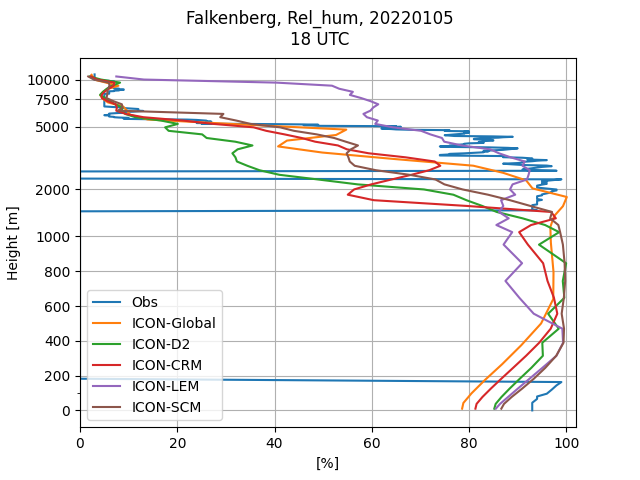 Falkenberg, Rel_hum, 20220105
18 UTC
10000
7500
5000
2000
1000
800
600
400
200
0
Height [m]
Obs
ICON-Global
ICON-D2
ICON-CRM
ICON-LEM
ICON-SCM
0 20 40 60 80 100
[%]